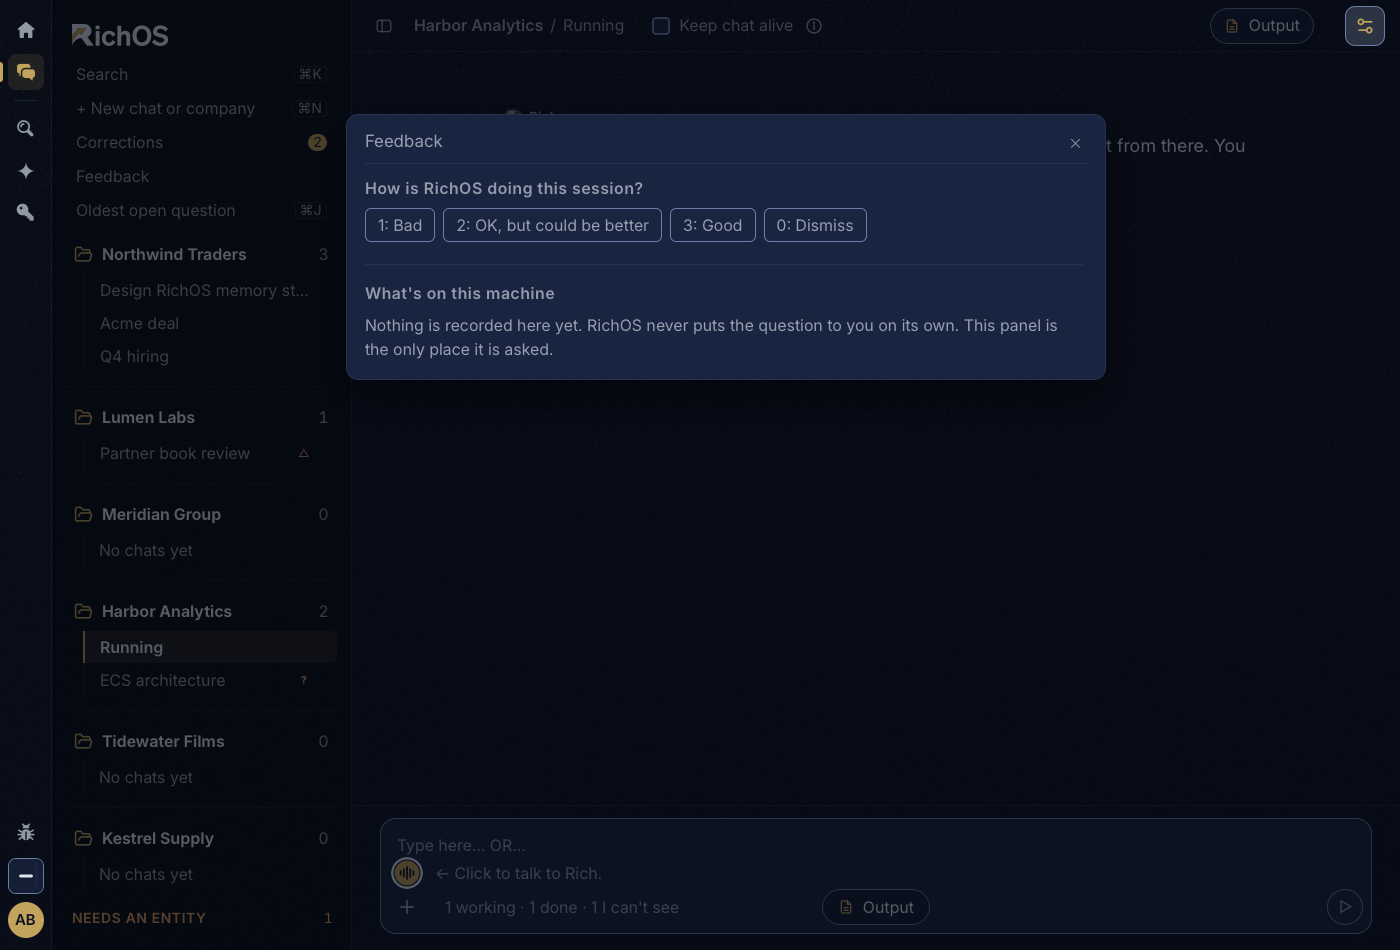 RichOS
Search ⌘K
+ New chat or company ⌘N
Corrections 2
Feedback
Oldest open question ⌘J
Northwind Traders 3
Design RichOS memory st...
Acme deal
Q4 hiring
Lumen Labs 1
Partner book review
Meridian Group 0
No chats yet
Harbor Analytics 2
Running
ECS architecture ?
Tidewater Films 0
No chats yet
Kestrel Supply 0
No chats yet
NEEDS AN ENTITY 1
AB
Harbor Analytics / Running
Keep chat alive
Output
t from there. You
Feedback
How is RichOS doing this session?
1: Bad
2: OK, but could be better
3: Good
0: Dismiss
What's on this machine
Nothing is recorded here yet. RichOS never puts the question to you on its own. This panel is
the only place it is asked.
Type here... OR...
← Click to talk to Rich.
1 working · 1 done · 1 I can't see
Output